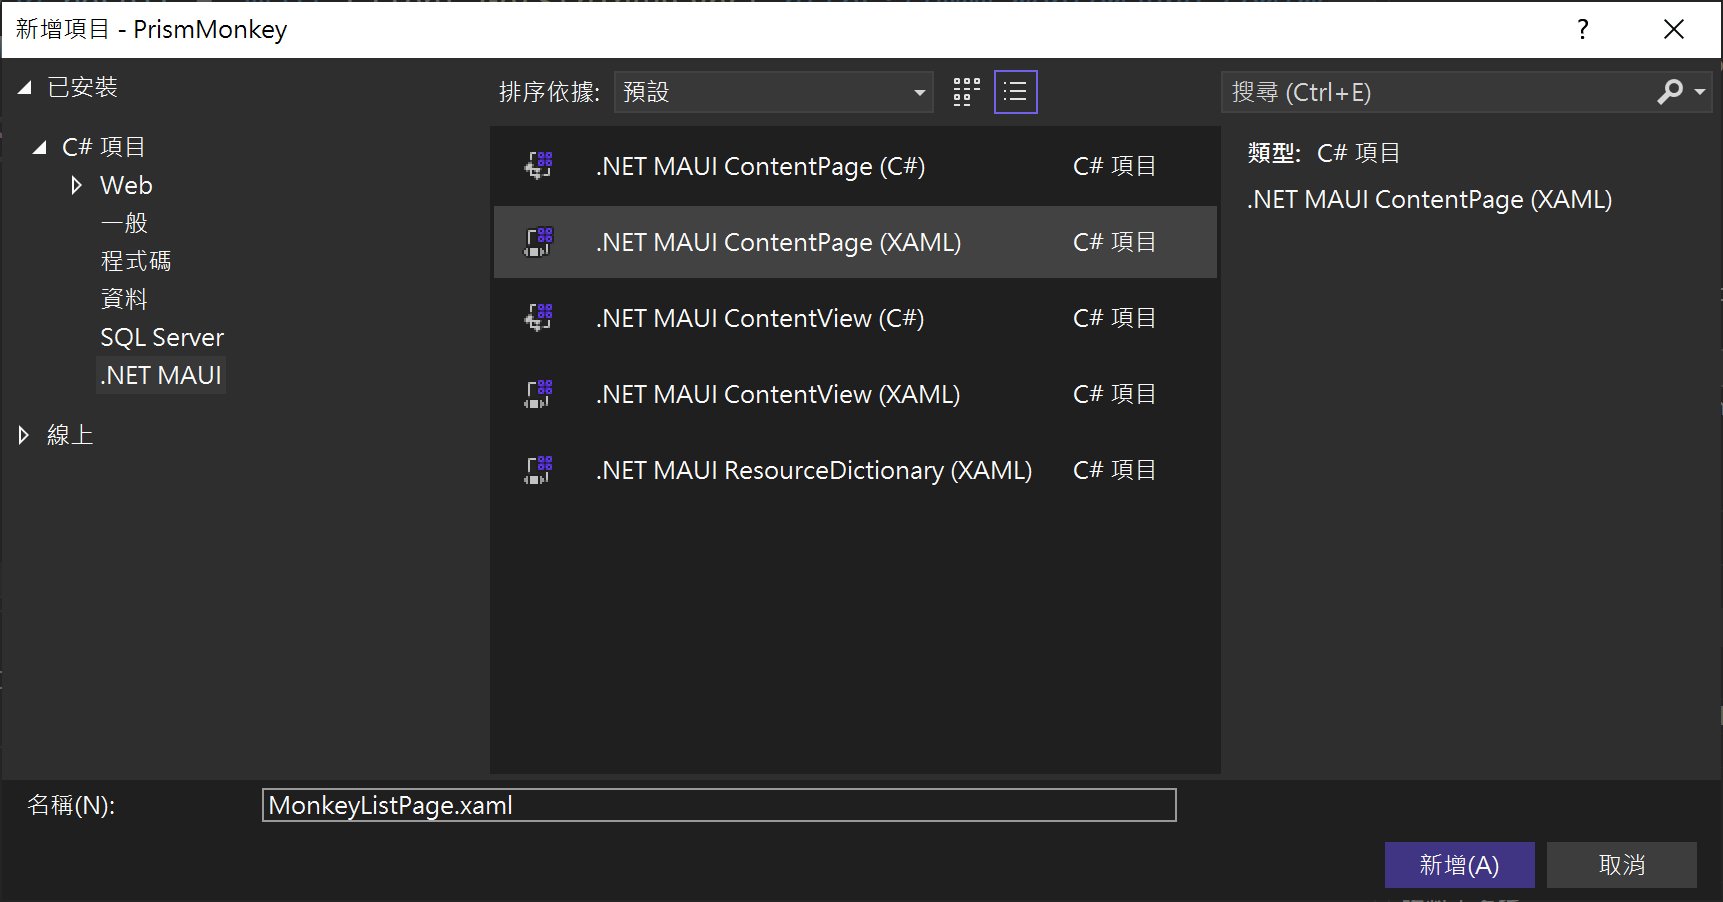 新增項目 - PrismMonkey
?
已安裝
C# 項目
Web
一般
程式碼
資料
SQL Server
.NET MAUI
線上
排序依據: 預設
.NET MAUI ContentPage (C#) C# 項目
.NET MAUI ContentPage (XAML) C# 項目
.NET MAUI ContentView (C#) C# 項目
.NET MAUI ContentView (XAML) C# 項目
.NET MAUI ResourceDictionary (XAML) C# 項目
搜尋 (Ctrl+E)
類型: C# 項目
.NET MAUI ContentPage (XAML)
名稱(N): MonkeyListPage.xaml
新增(A) 取消